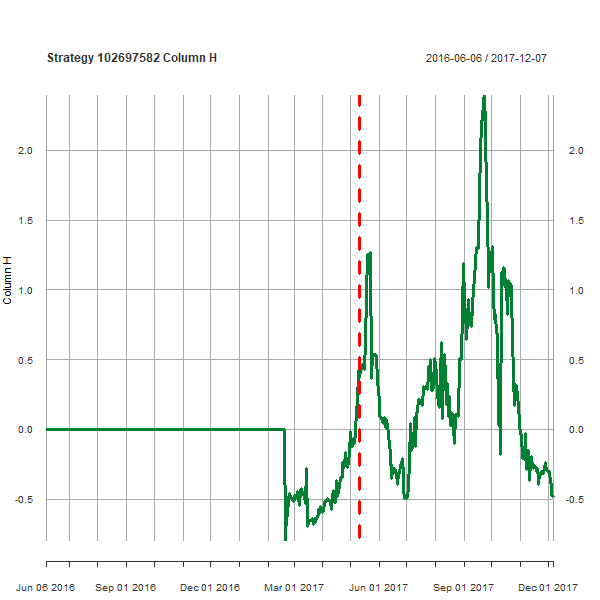 Strategy 102697582 Column H
2016-06-06 / 2017-12-07
Column H
2.0
2.0
1.5
1.5
1.0
1.0
0.5
0.5
0.0
0.0
-0.5
-0.5
Jun 06 2016
Sep 01 2016
Dec 01 2016
Mar 01 2017
Jun 01 2017
Sep 01 2017
Dec 01 2017